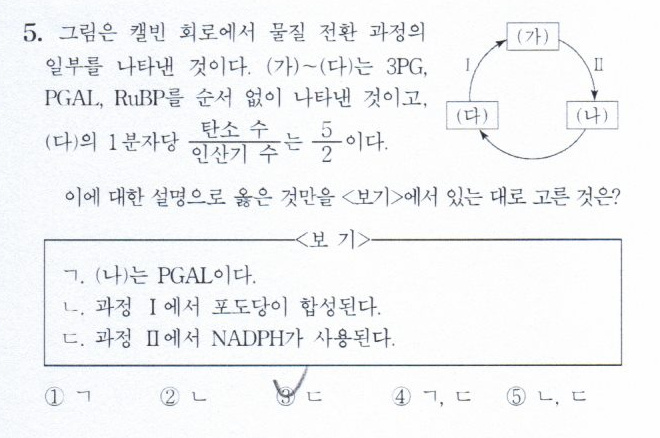 5. 그림은 캘빈 회로에서 물질 전환 과정의
일부를 나타낸 것이다. (가)~(다)는 3PG,
PGAL, RuBP를 순서 없이 나타낸 것이고,
(다)의 1분자당 탄소 수/인산기 수 는 5/2 이다.
(가)
I
II
(다)
(나)
이에 대한 설명으로 옳은 것만을 <보기>에서 있는 대로 고른 것은?
<보 기>
ㄱ. (나)는 PGAL이다.
ㄴ. 과정 I에서 포도당이 합성된다.
ㄷ. 과정 II에서 NADPH가 사용된다.
① ㄱ ② ㄴ ③ ㄷ ④ ㄱ, ㄷ ⑤ ㄴ, ㄷ